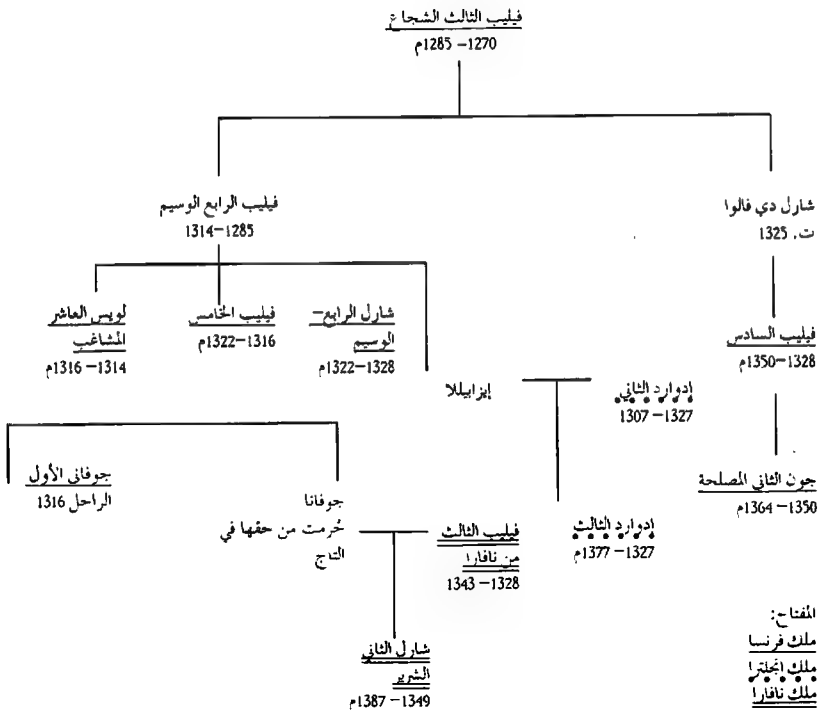 فيليب الثالث الشجاع
1270–1285م
شارل دي فالوا
ت. 1325
فيليب الرابع الوسيم
1285–1314
فيليب السادس
1328–1350م
شارل الرابع–
الوسيم
1328–1322م
فيليب الخامس
1316–1322م
لويس العاشر
المشاغب
1314–1316م
إدوارد الثاني
1327–1307
إيزابيللا
جون الثاني المصلحة
1350–1364م
إدوارد الثالث
1327–1377م
فيليب الثالث
من نافارا
1328–1343
جوفانا
حُرمت من حقها في
التاج
جوفاني الأول
الراحل 1316
شارل الثاني
الشرير
1349–1387م
المفتاح:
ملك فرنسا
ملك انجلترا
ملك نافارا